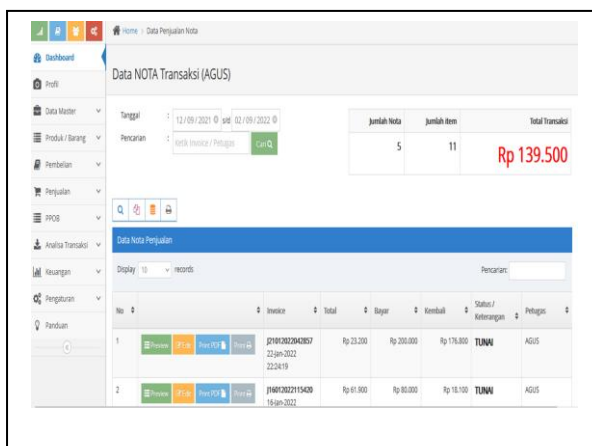 Home > Data Penjualan Nota
Dashboard
Profil
Data Master
Produk / Barang
Pembelian
Penjualan
PPOB
Analisa Transaksi
Keuangan
Pengaturan
Panduan
Data NOTA Transaksi (AGUS)
Tanggal : 12/09/2021 s/d 02/09/2022
Pencarian : Ketik Invoice / Petugas Cari
Jumlah Nota Jumlah item Total Transaksi
5 11 Rp 139.500
Data Nota Penjualan
Display 10 records Pencarian:
No Invoice Total Bayar Kembali Status / Keterangan Petugas
1 Preview Edit Print PDF Print J21012022042857 Rp 23.200 Rp 200.000 Rp 176.800 TUNAI AGUS
22-Jan-2022
22:24:19
2 Preview Edit Print PDF Print J16012022115420 Rp 61.900 Rp 80.000 Rp 18.100 TUNAI AGUS
16-Jan-2022